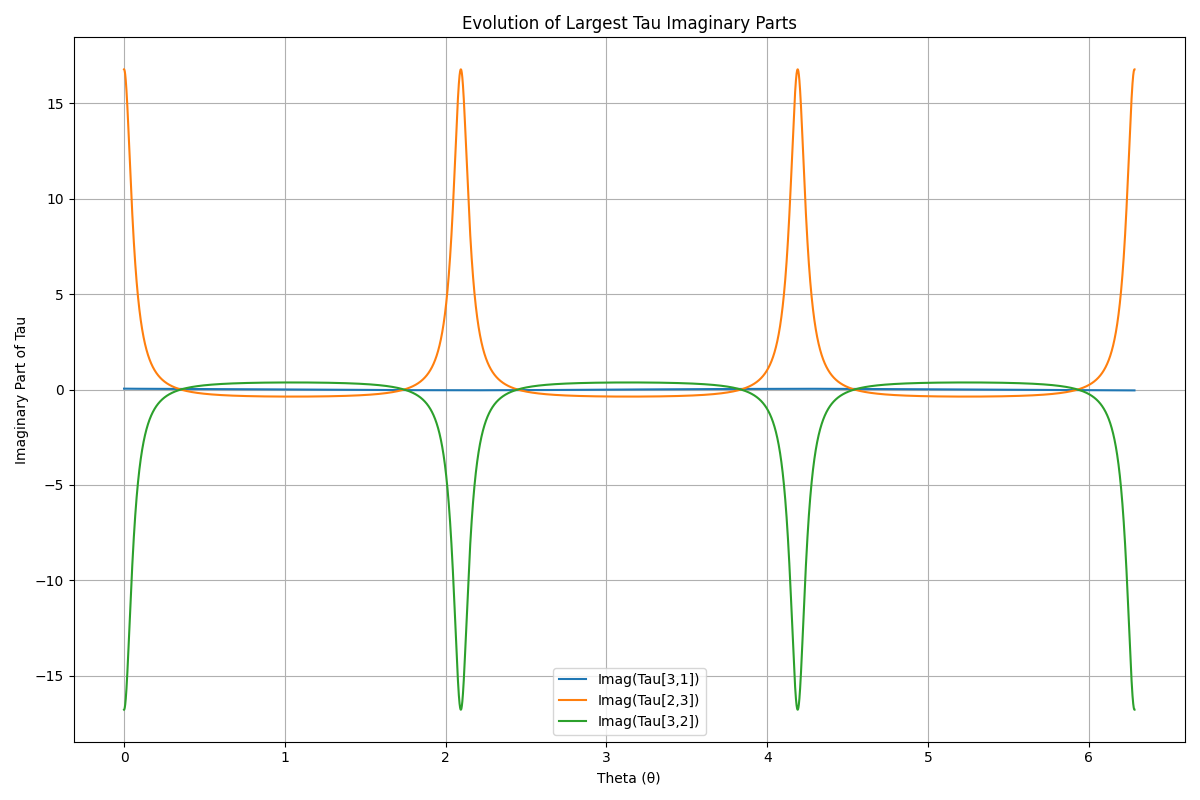 Evolution of Largest Tau Imaginary Parts
Imaginary Part of Tau
15
10
5
0
−5
−10
−15
Imag(Tau[3,1])
Imag(Tau[2,3])
Imag(Tau[3,2])
0 1 2 3 4 5 6
Theta (θ)